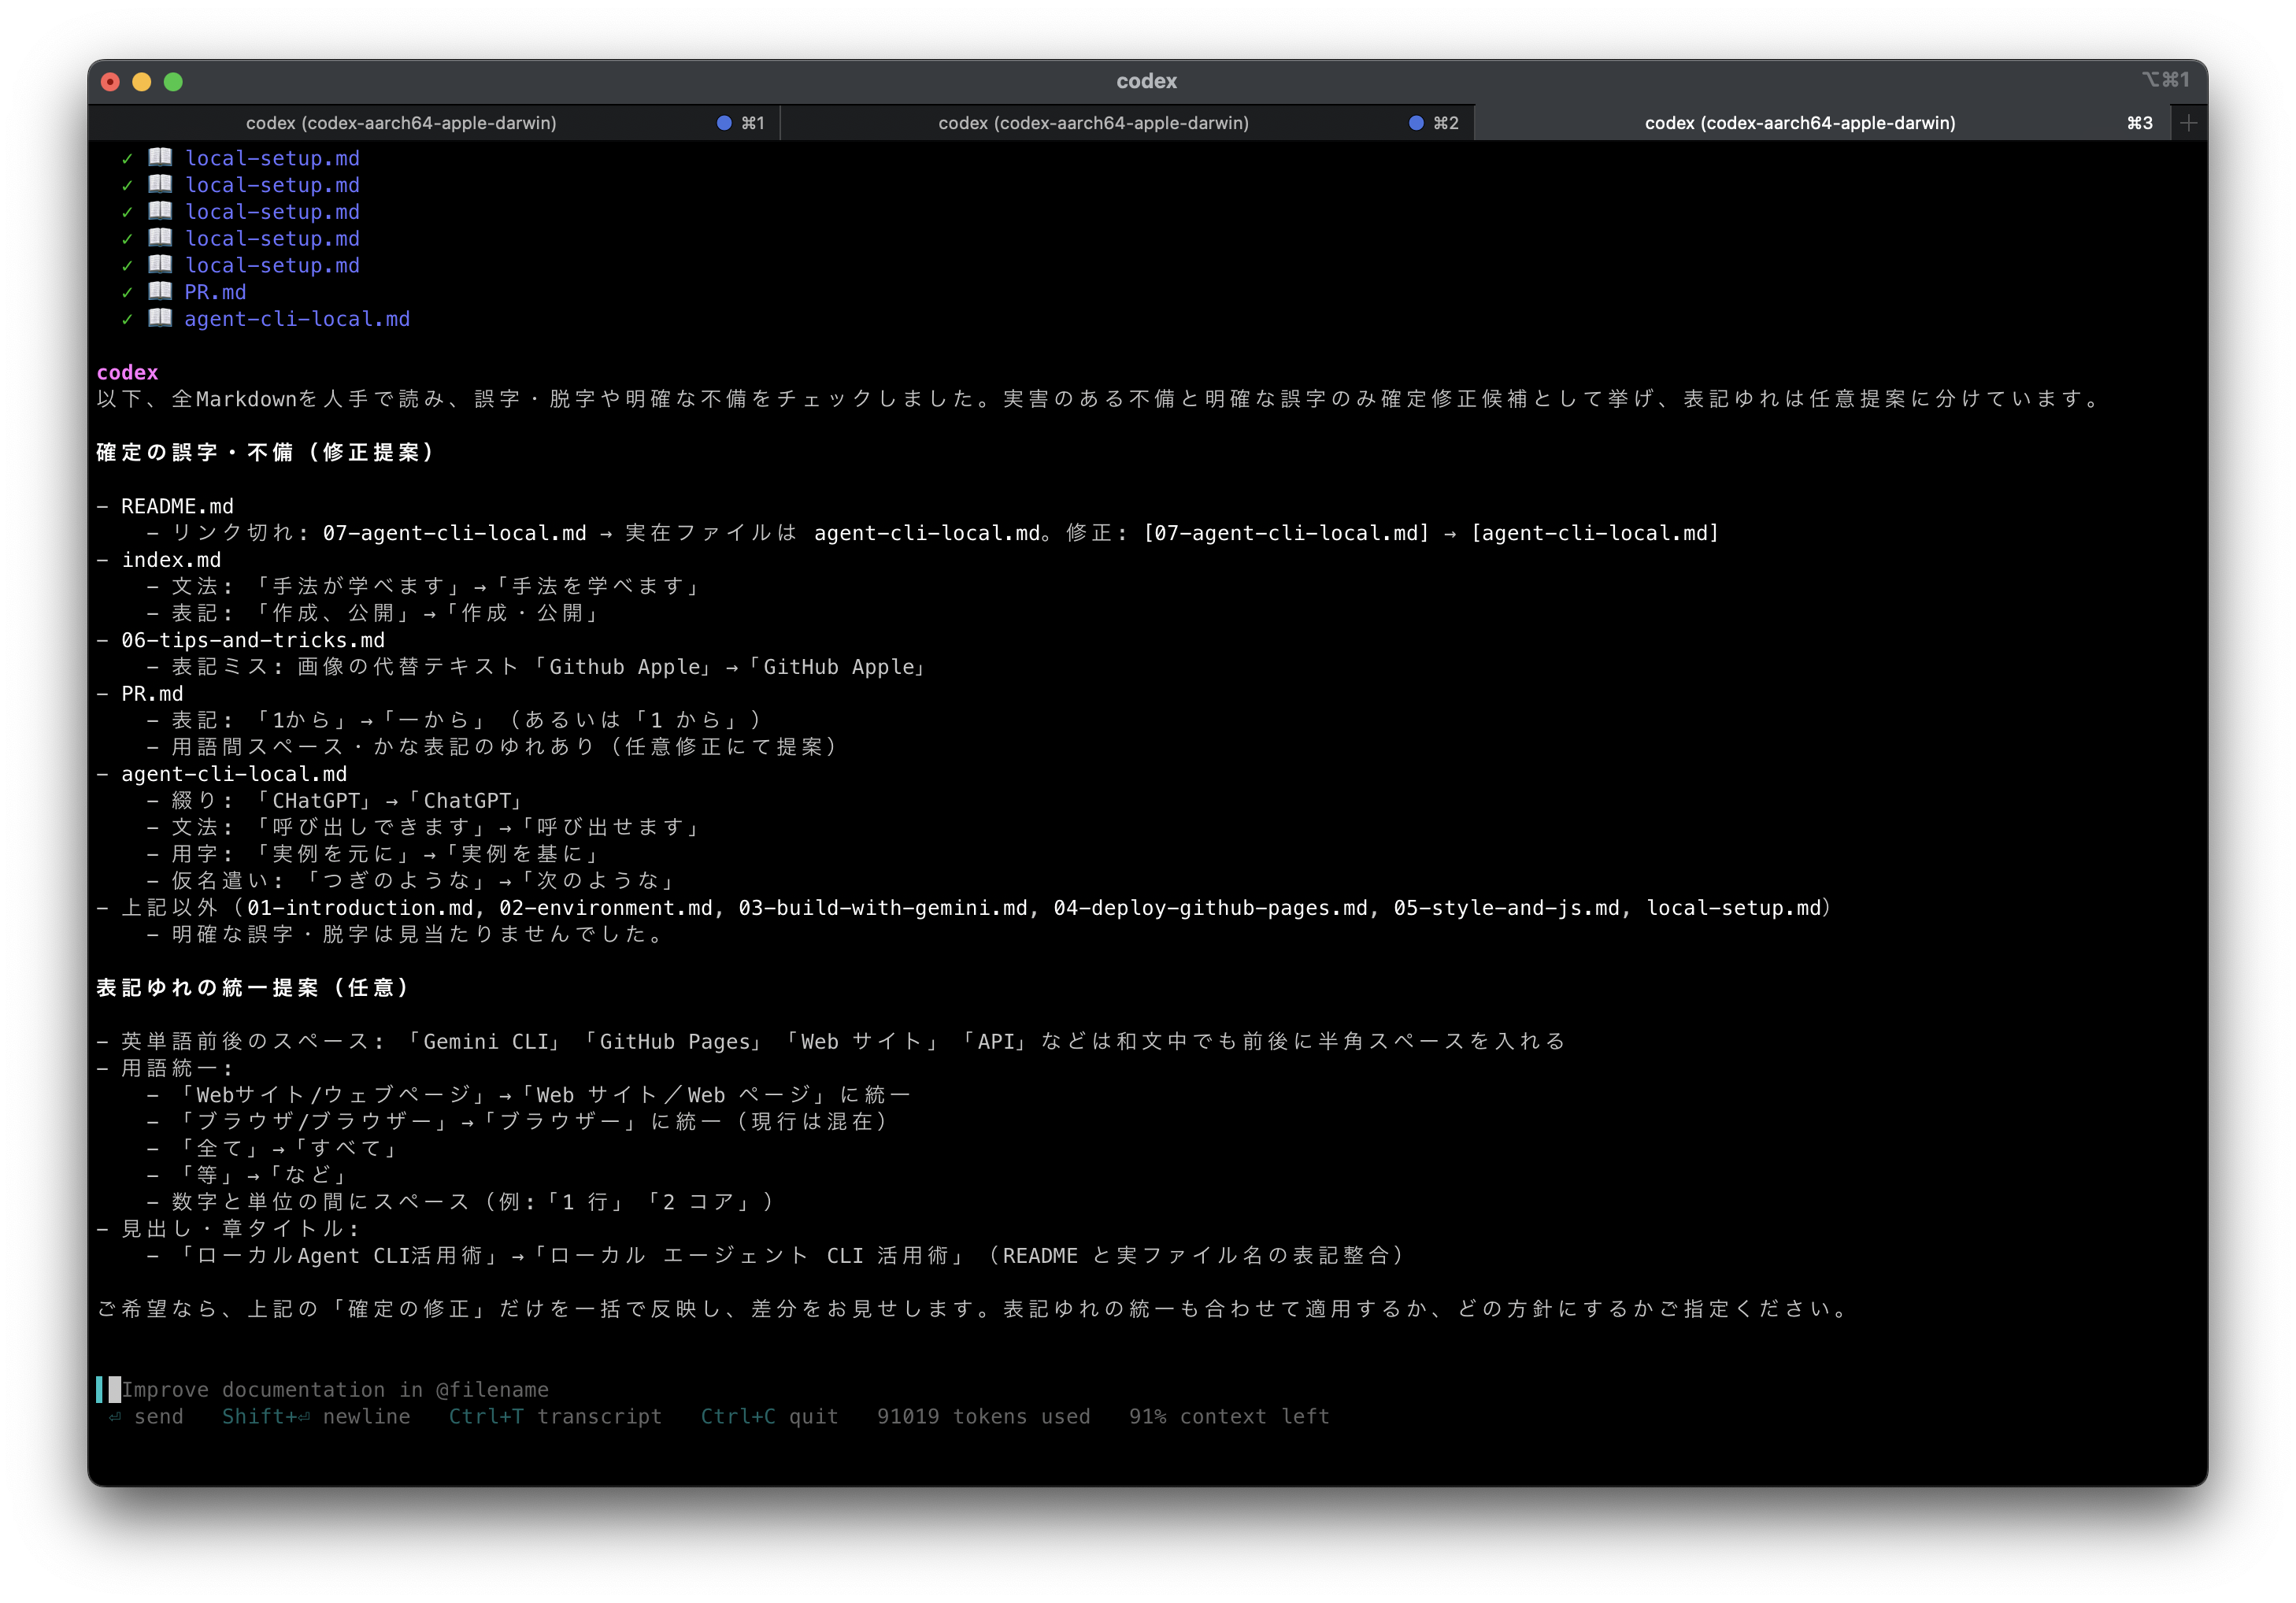 codex
⌥⌘1
codex (codex-aarch64-apple-darwin) ⌘1
codex (codex-aarch64-apple-darwin) ⌘2
codex (codex-aarch64-apple-darwin) ⌘3
✓ 📖 local-setup.md
✓ 📖 local-setup.md
✓ 📖 local-setup.md
✓ 📖 local-setup.md
✓ 📖 local-setup.md
✓ 📖 PR.md
✓ 📖 agent-cli-local.md
codex
以下、全Markdownを人手で読み、誤字・脱字や明確な不備をチェックしました。実害のある不備と明確な誤字のみ確定修正候補として挙げ、表記ゆれは任意提案に分けています。
確定の誤字・不備（修正提案）
- README.md
- リンク切れ: 07-agent-cli-local.md → 実在ファイルは agent-cli-local.md。修正: [07-agent-cli-local.md] → [agent-cli-local.md]
- index.md
- 文法: 「手法が学べます」→「手法を学べます」
- 表記: 「作成、公開」→「作成・公開」
- 06-tips-and-tricks.md
- 表記ミス: 画像の代替テキスト「Github Apple」→「GitHub Apple」
- PR.md
- 表記: 「1から」→「一から」（あるいは「1 から」）
- 用語間スペース・かな表記のゆれあり（任意修正にて提案）
- agent-cli-local.md
- 綴り: 「CHatGPT」→「ChatGPT」
- 文法: 「呼び出しできます」→「呼び出せます」
- 用字: 「実例を元に」→「実例を基に」
- 仮名遣い: 「つぎのような」→「次のような」
- 上記以外（01-introduction.md, 02-environment.md, 03-build-with-gemini.md, 04-deploy-github-pages.md, 05-style-and-js.md, local-setup.md）
- 明確な誤字・脱字は見当たりませんでした。
表記ゆれの統一提案（任意）
- 英単語前後のスペース: 「Gemini CLI」「GitHub Pages」「Web サイト」「API」などは和文中でも前後に半角スペースを入れる
- 用語統一:
- 「Webサイト/ウェブページ」→「Web サイト／Web ページ」に統一
- 「ブラウザ/ブラウザー」→「ブラウザー」に統一（現行は混在）
- 「全て」→「すべて」
- 「等」→「など」
- 数字と単位の間にスペース（例:「1 行」「2 コア」）
- 見出し・章タイトル:
- 「ローカルAgent CLI活用術」→「ローカル エージェント CLI 活用術」（README と実ファイル名の表記整合）
ご希望なら、上記の「確定の修正」だけを一括で反映し、差分をお見せします。表記ゆれの統一も合わせて適用するか、どの方針にするかご指定ください。
Improve documentation in @filename
⏎ send Shift+⏎ newline Ctrl+T transcript Ctrl+C quit 91019 tokens used 91% context left